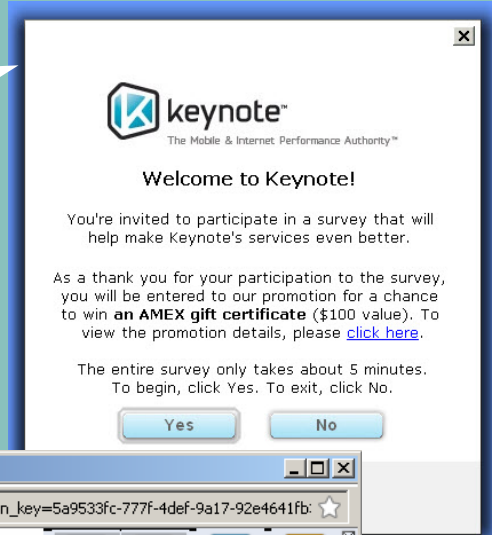 keynote™
The Mobile & Internet Performance Authority™
Welcome to Keynote!
You're invited to participate in a survey that will
help make Keynote's services even better.
As a thank you for your participation to the survey,
you will be entered to our promotion for a chance
to win an AMEX gift certificate ($100 value). To
view the promotion details, please click here.
The entire survey only takes about 5 minutes.
To begin, click Yes. To exit, click No.
Yes No
n_key=5a9533fc-777f-4def-9a17-92e4641fb: